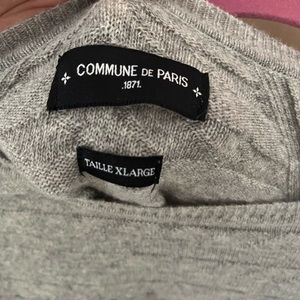 COMMUNE DE PARIS
.1871.
TAILLE XLARGE